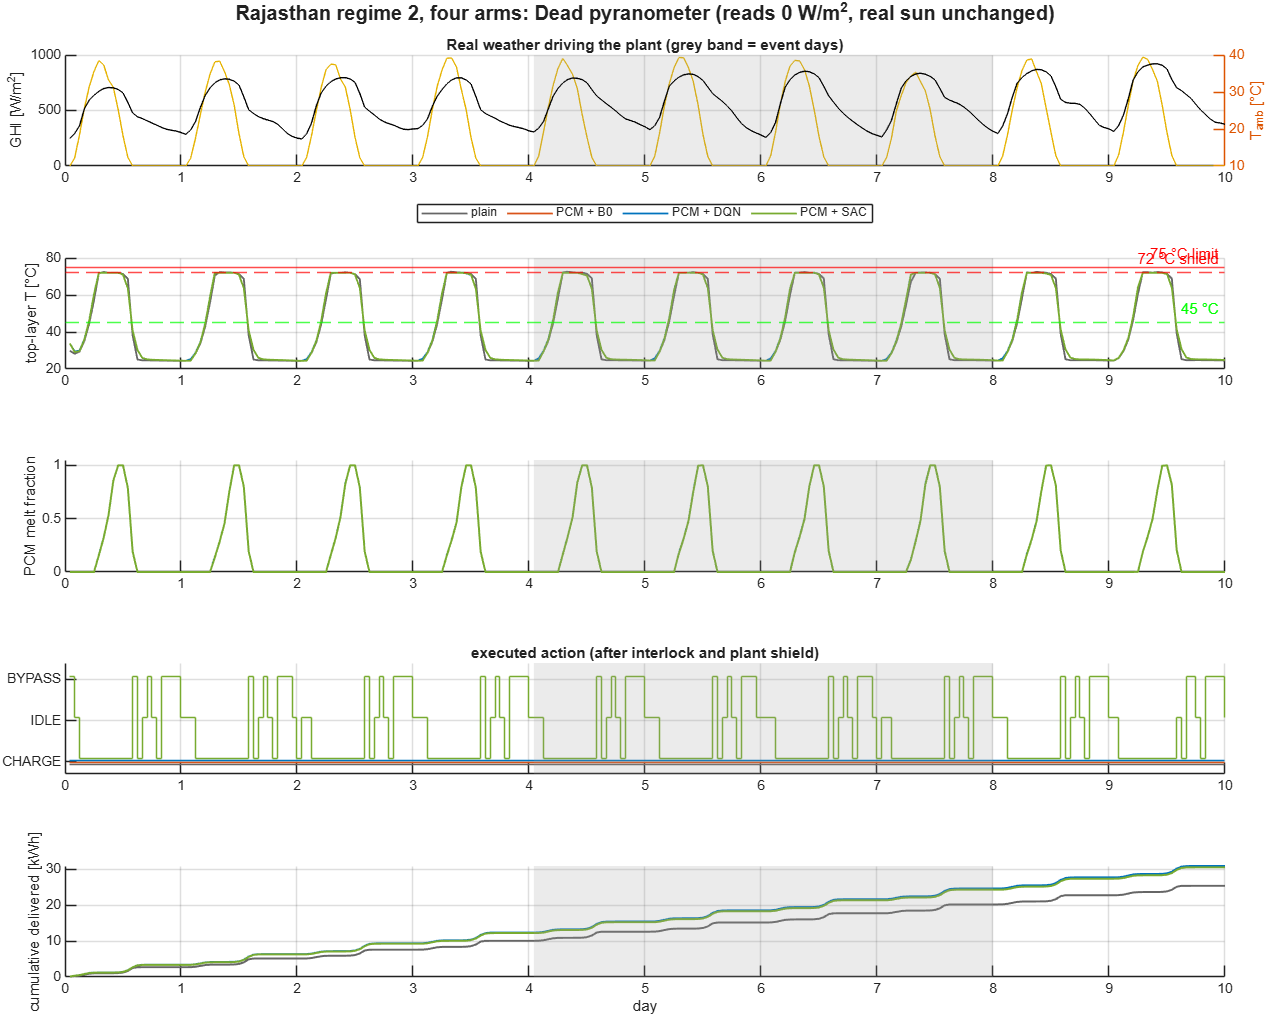 Rajasthan regime 2, four arms: Dead pyranometer (reads 0 W/m², real sun unchanged)
Real weather driving the plant (grey band = event days)
GHI [W/m²]
1000
500
0
40
30
20
10
T_amb [°C]
0 1 2 3 4 5 6 7 8 9 10
plain PCM + B0 PCM + DQN PCM + SAC
top-layer T [°C]
80
60
40
20
75 °C limit
72 °C shield
45 °C
0 1 2 3 4 5 6 7 8 9 10
PCM melt fraction
1
0.5
0
0 1 2 3 4 5 6 7 8 9 10
executed action (after interlock and plant shield)
BYPASS
IDLE
CHARGE
0 1 2 3 4 5 6 7 8 9 10
cumulative delivered [kWh]
30
20
10
0
0 1 2 3 4 5 6 7 8 9 10
day